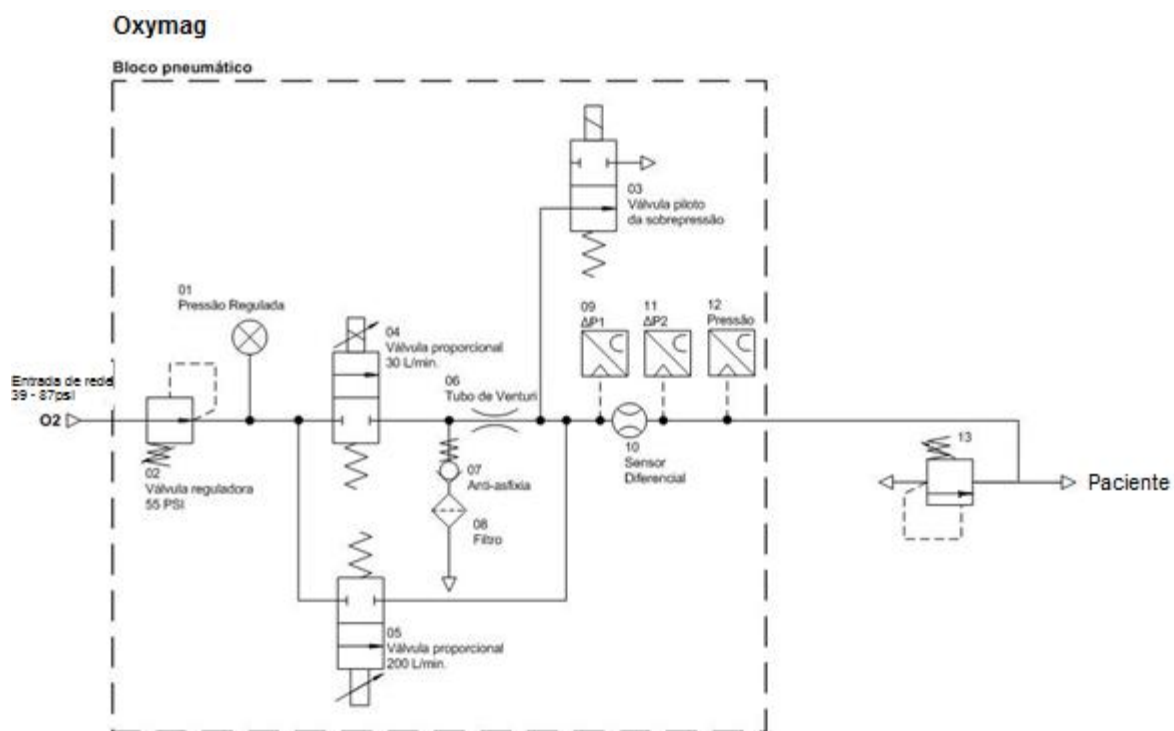 Oxymag
Bloco pneumático
03
Válvula piloto
da sobrepressão
01
Pressão Regulada
04
Válvula proporcional
30 L/min.
09
ΔP1
11
ΔP2
12
Pressão
06
Tubo de Venturi
Entrada de rede
39 - 87psi
O2
02
Válvula reguladora
55 PSI
07
Anti-asfixia
08
Filtro
10
Sensor
Diferencial
13
Paciente
05
Válvula proporcional
200 L/min.